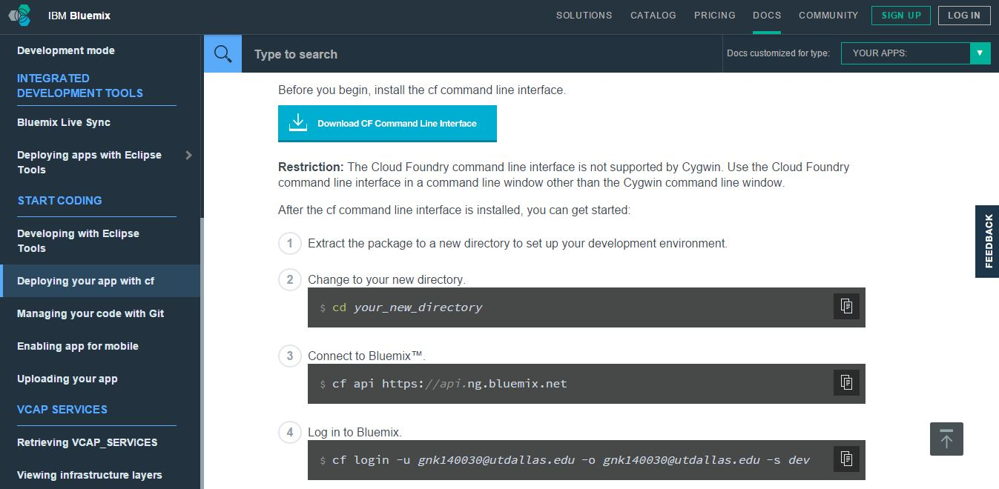 IBM Bluemix
SOLUTIONS CATALOG PRICING DOCS COMMUNITY SIGN UP LOG IN
Type to search
Docs customized for type: YOUR APPS:
Development mode
INTEGRATED
DEVELOPMENT TOOLS
Bluemix Live Sync
Deploying apps with Eclipse
Tools
START CODING
Developing with Eclipse
Tools
Deploying your app with cf
Managing your code with Git
Enabling app for mobile
Uploading your app
VCAP SERVICES
Retrieving VCAP_SERVICES
Viewing infrastructure layers
Before you begin, install the cf command line interface.
Download CF Command Line Interface
Restriction: The Cloud Foundry command line interface is not supported by Cygwin. Use the Cloud Foundry
command line interface in a command line window other than the Cygwin command line window.
After the cf command line interface is installed, you can get started:
1 Extract the package to a new directory to set up your development environment.
2 Change to your new directory.
$ cd your_new_directory
3 Connect to Bluemix™.
$ cf api https://api.ng.bluemix.net
4 Log in to Bluemix.
$ cf login -u gnk140030@utdallas.edu -o gnk140030@utdallas.edu -s dev
FEEDBACK